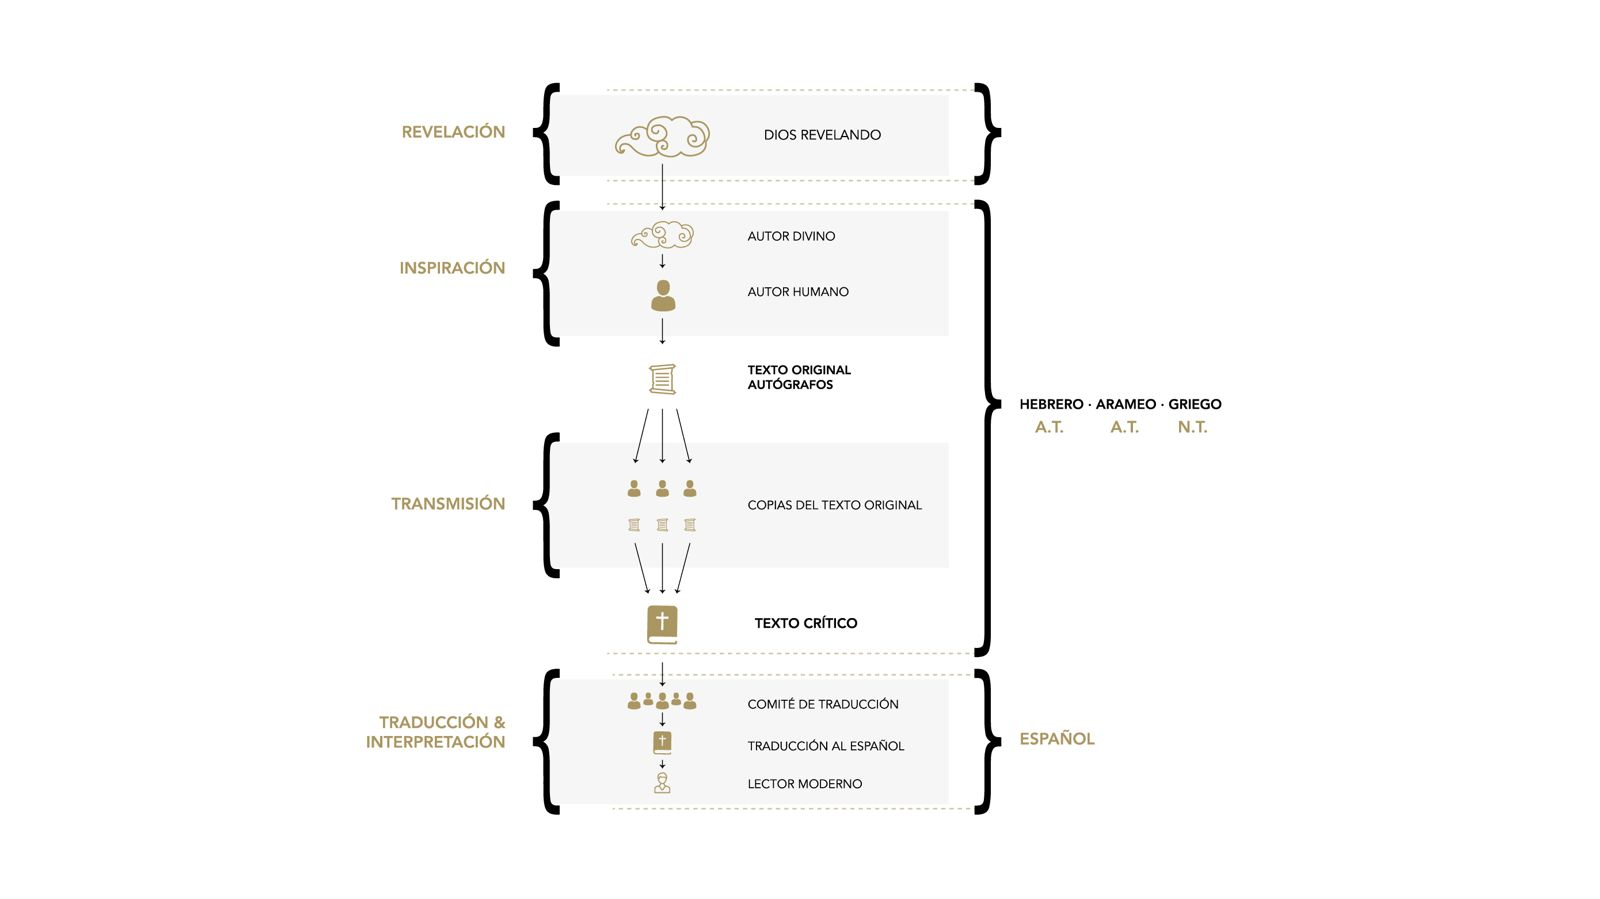 REVELACIÓN
DIOS REVELANDO
INSPIRACIÓN
AUTOR DIVINO
AUTOR HUMANO
TEXTO ORIGINAL
AUTÓGRAFOS
HEBRERO · ARAMEO · GRIEGO
A.T. A.T. N.T.
TRANSMISIÓN
COPIAS DEL TEXTO ORIGINAL
TEXTO CRÍTICO
TRADUCCIÓN &
INTERPRETACIÓN
COMITÉ DE TRADUCCIÓN
TRADUCCIÓN AL ESPAÑOL
LECTOR MODERNO
ESPAÑOL